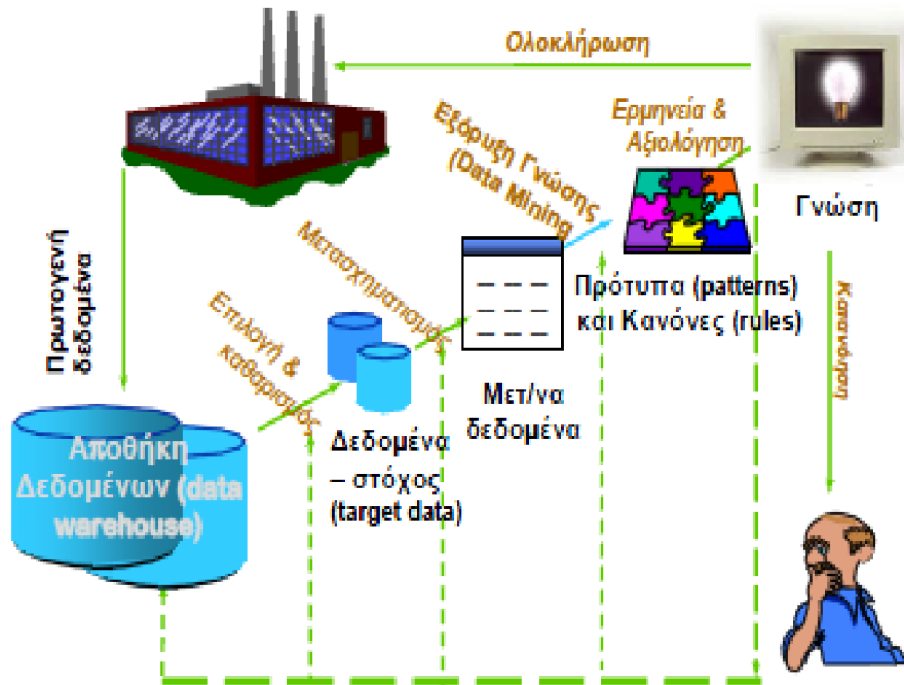 Ολοκλήρωση
Ερμηνεία &
Αξιολόγηση
Εξόρυξη Γνώσης
(Data Mining
Γνώση
Μετασχηματισμός
Πρωτογενή
δεδομένα
Επιλογή &
καθαρισμός
Πρότυπα (patterns)
και Κανόνες (rules)
Κατανόηση
Μετ/να
δεδομένα
Δεδομένα
– στόχος
(target data)
Αποθήκη
Δεδομένων (data
warehouse)